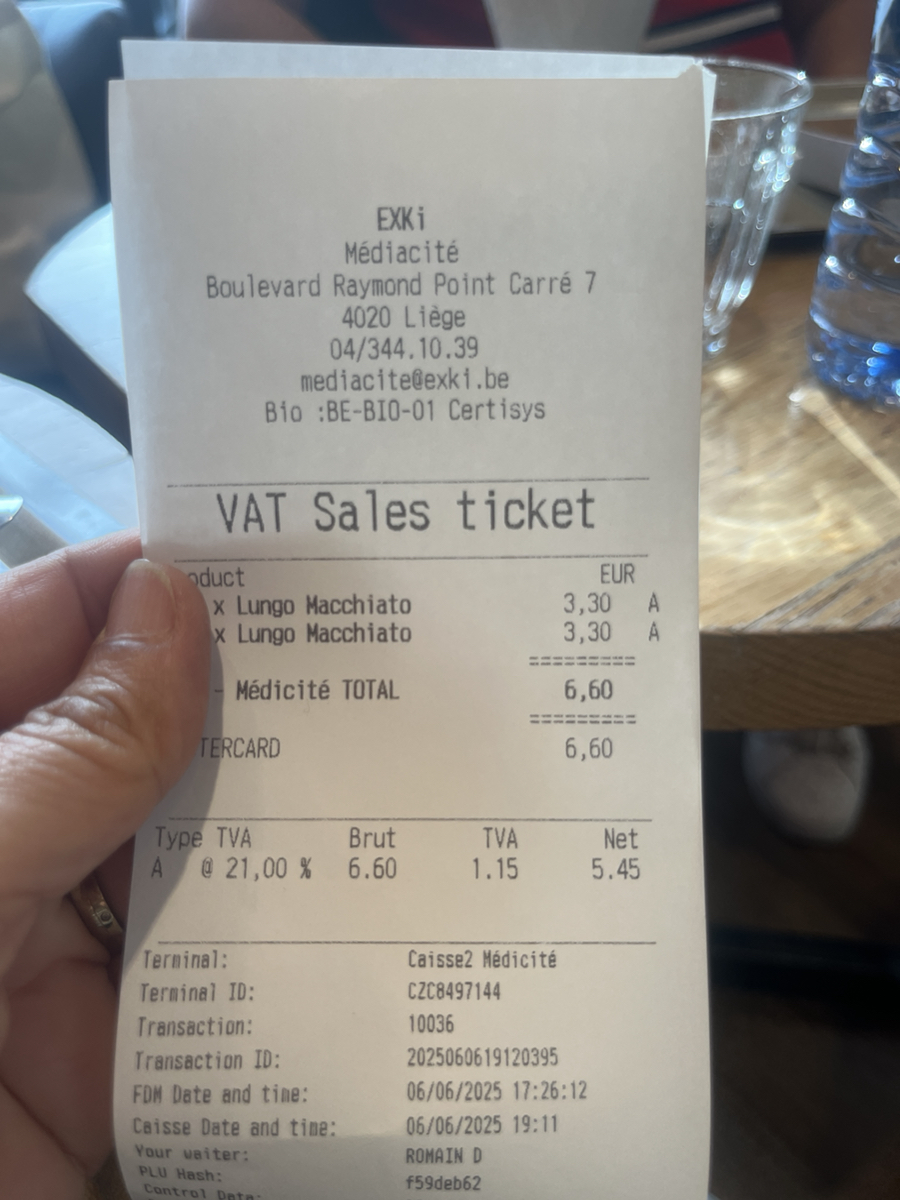 EXKi
Médiacité
Boulevard Raymond Point Carré 7
4020 Liège
04/344.10.39
mediacite@exki.be
Bio :BE-BIO-01 Certisys
VAT Sales ticket
oduct EUR
x Lungo Macchiato 3,30 A
x Lungo Macchiato 3,30 A
=========
- Médicité TOTAL 6,60
=========
TERCARD 6,60
Type TVA Brut TVA Net
A @ 21,00 % 6.60 1.15 5.45
Terminal: Caisse2 Médicité
Terminal ID: CZC8497144
Transaction: 10036
Transaction ID: 2025060619120395
FDM Date and time: 06/06/2025 17:26:12
Caisse Date and time: 06/06/2025 19:11
Your waiter: ROMAIN D
PLU Hash: f59deb62
Control Data: